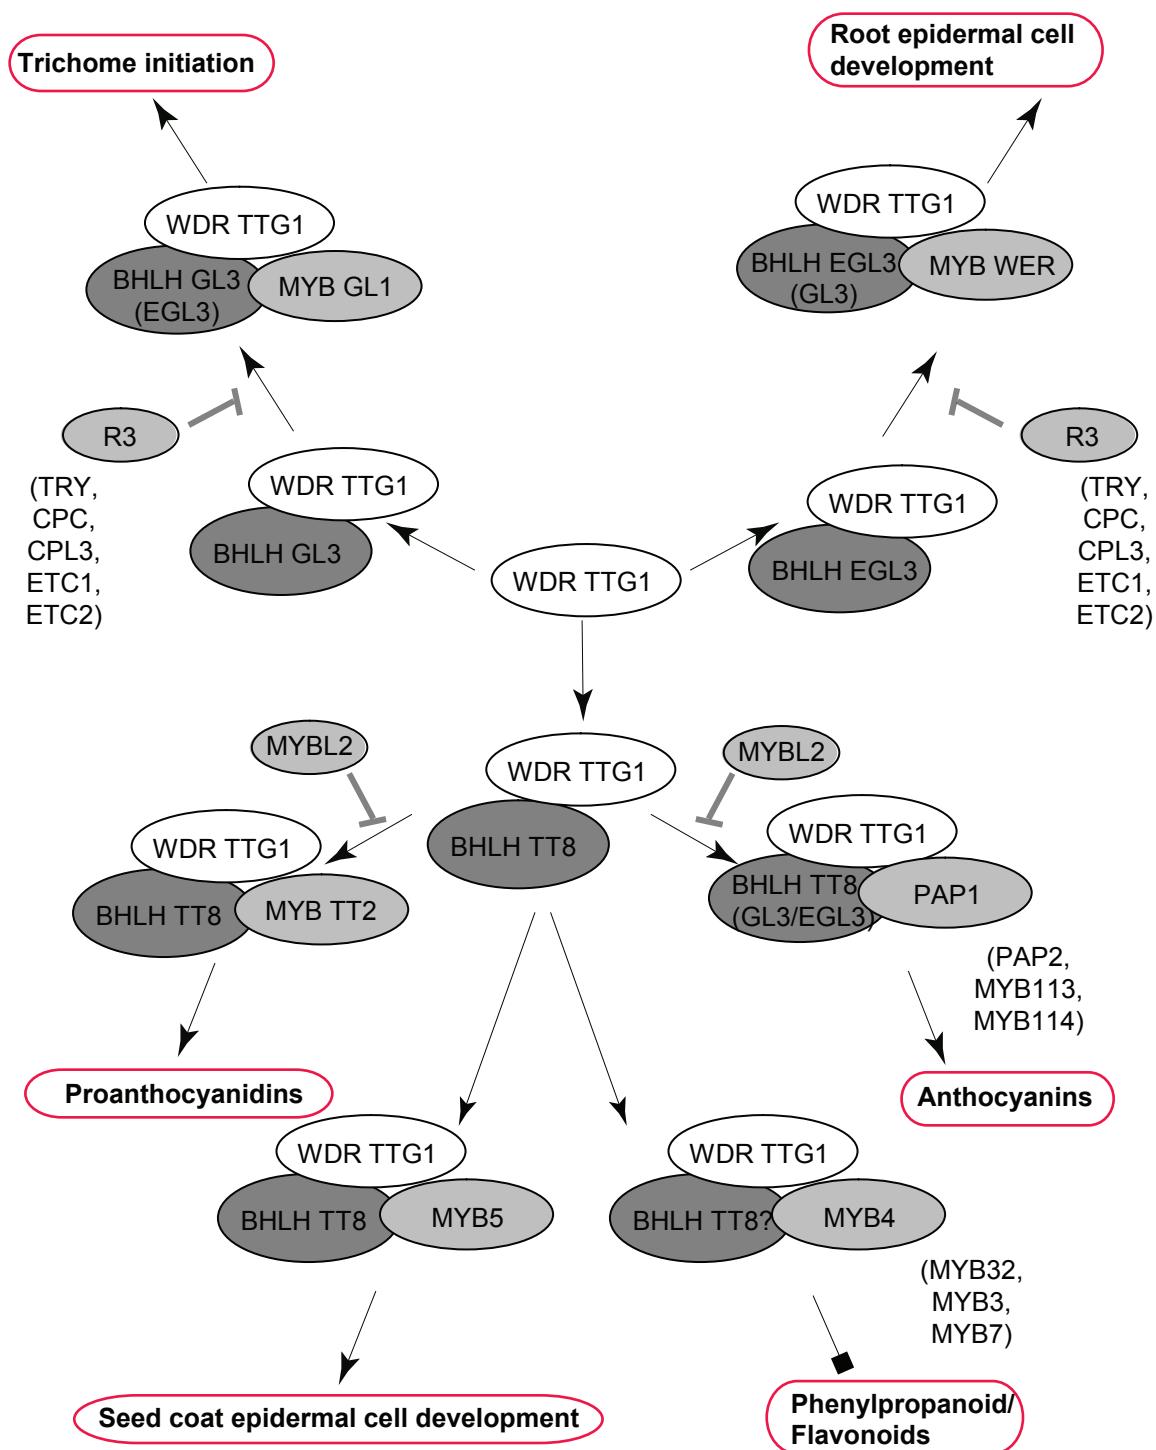 Trichome initiation
Root epidermal cell
development
WDR TTG1
BHLH GL3
(EGL3)
MYB GL1
WDR TTG1
BHLH EGL3
(GL3)
MYB WER
R3
(TRY,
CPC,
CPL3,
ETC1,
ETC2)
WDR TTG1
BHLH GL3
WDR TTG1
WDR TTG1
BHLH EGL3
R3
(TRY,
CPC,
CPL3,
ETC1,
ETC2)
MYBL2
WDR TTG1
BHLH TT8
MYBL2
WDR TTG1
BHLH TT8
MYB TT2
WDR TTG1
BHLH TT8
(GL3/EGL3)
PAP1
(PAP2,
MYB113,
MYB114)
Proanthocyanidins
Anthocyanins
WDR TTG1
BHLH TT8
MYB5
WDR TTG1
BHLH TT8?
MYB4
(MYB32,
MYB3,
MYB7)
Seed coat epidermal cell development
Phenylpropanoid/
Flavonoids